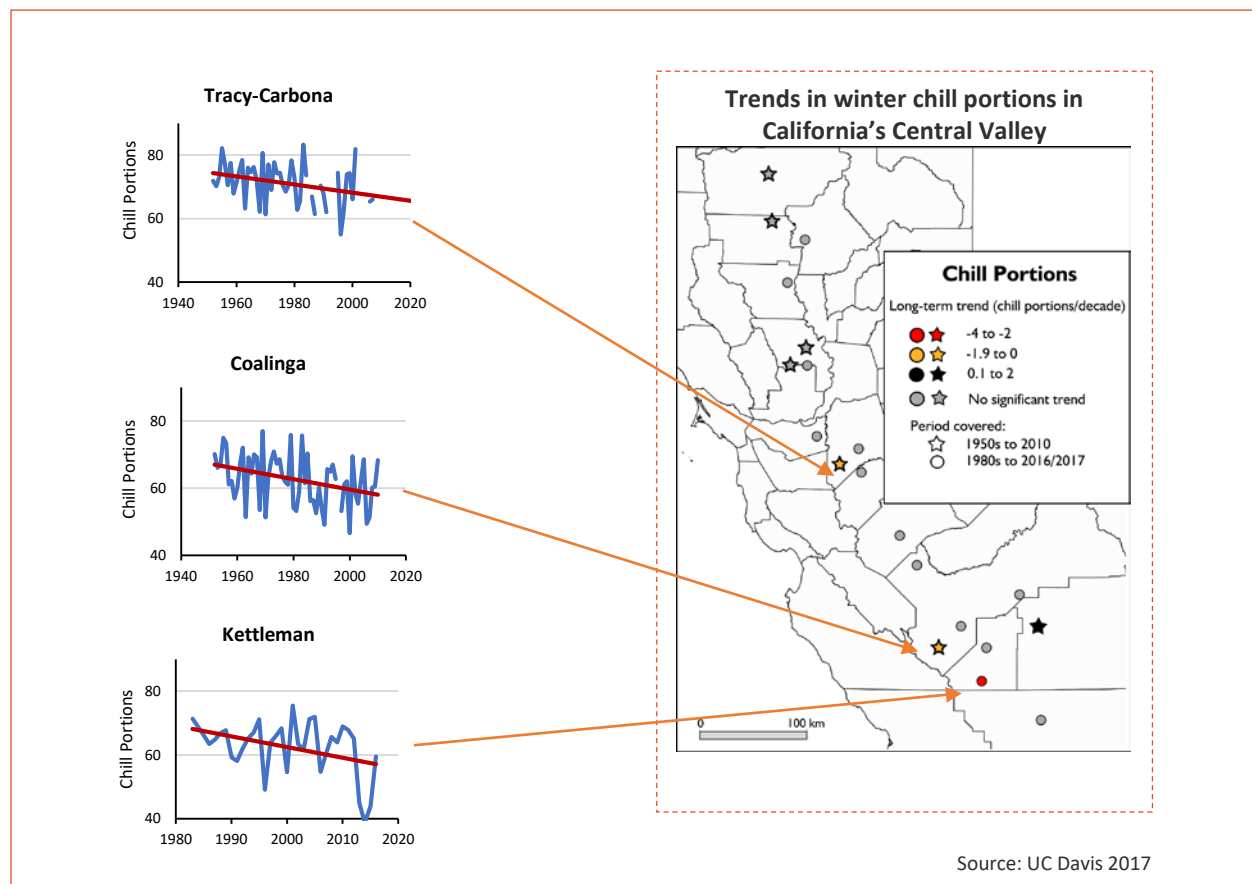 Tracy-Carbona
Chill Portions
80
60
40
1940 1960 1980 2000 2020
Coalinga
Chill Portions
80
60
40
1940 1960 1980 2000 2020
Kettleman
Chill Portions
80
60
40
1980 1990 2000 2010 2020
Trends in winter chill portions in
California’s Central Valley
Chill Portions
Long-term trend (chill portions/decade)
-4 to -2
-1.9 to 0
0.1 to 2
No significant trend
Period covered:
1950s to 2010
1980s to 2016/2017
0 100 km
Source: UC Davis 2017